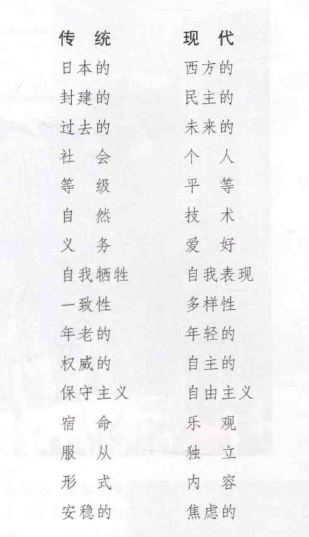 传 统 现 代
日本的 西方的
封建的 民主的
过去的 未来的
社 会 个 人
等 级 平 等
自 然 技 术
义 务 爱 好
自我牺牲 自我表现
一致性 多样性
年老的 年轻的
权威的 自主的
保守主义 自由主义
宿 命 乐 观
服 从 独 立
形 式 内 容
安稳的 焦虑的